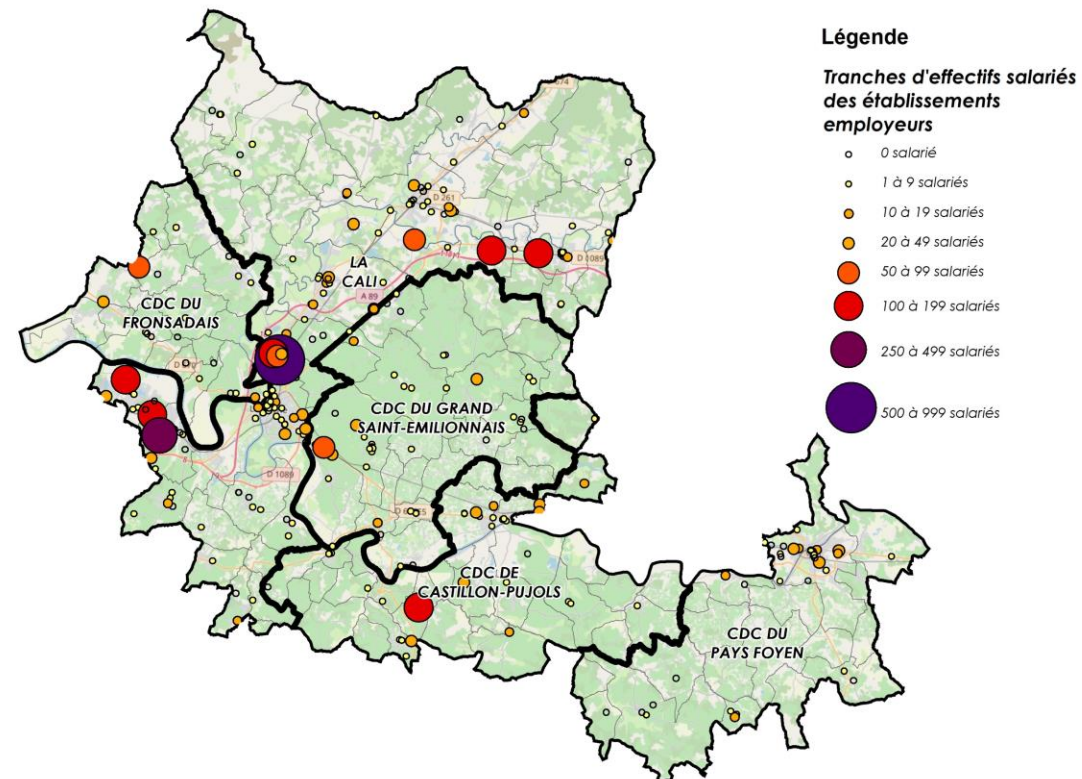 Légende
Tranches d'effectifs salariés
des établissements
employeurs
0 salarié
1 à 9 salariés
10 à 19 salariés
20 à 49 salariés
50 à 99 salariés
100 à 199 salariés
250 à 499 salariés
500 à 999 salariés
D 261
D 1089
LA
CALI
A 89
CDC DU
FRONSADAIS
CDC DU GRAND
SAINT-EMILIONNAIS
D 1089
CDC DE
CASTILLON-PUJOLS
CDC DU
PAYS FOYEN